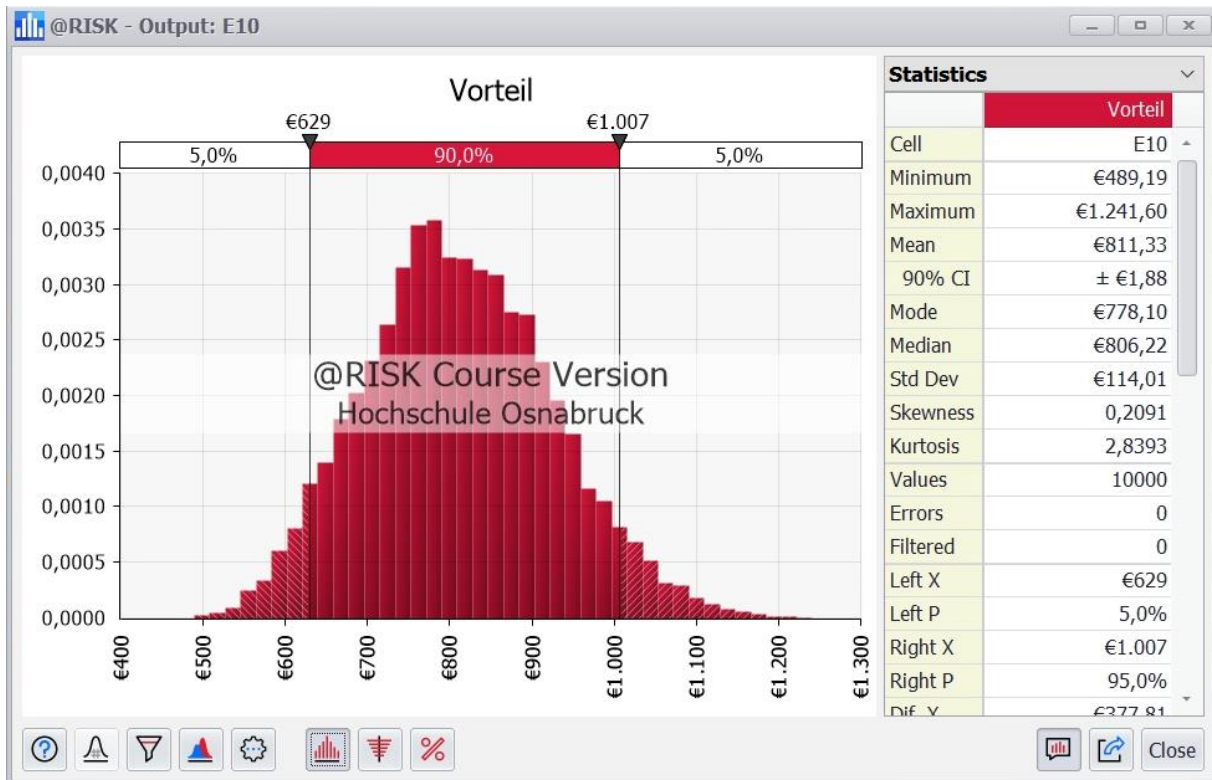 @RISK - Output: E10
Vorteil
€629 €1.007
5,0% 90,0% 5,0%
0,0040
0,0035
0,0030
0,0025
0,0020
0,0015
0,0010
0,0005
0,0000
€400 €500 €600 €700 €800 €900 €1.000 €1.100 €1.200 €1.300
@RISK Course Version
Hochschule Osnabruck
Statistics
Vorteil
Cell E10
Minimum €489,19
Maximum €1.241,60
Mean €811,33
90% CI ± €1,88
Mode €778,10
Median €806,22
Std Dev €114,01
Skewness 0,2091
Kurtosis 2,8393
Values 10000
Errors 0
Filtered 0
Left X €629
Left P 5,0%
Right X €1.007
Right P 95,0%
Dif. X €377,81
Close